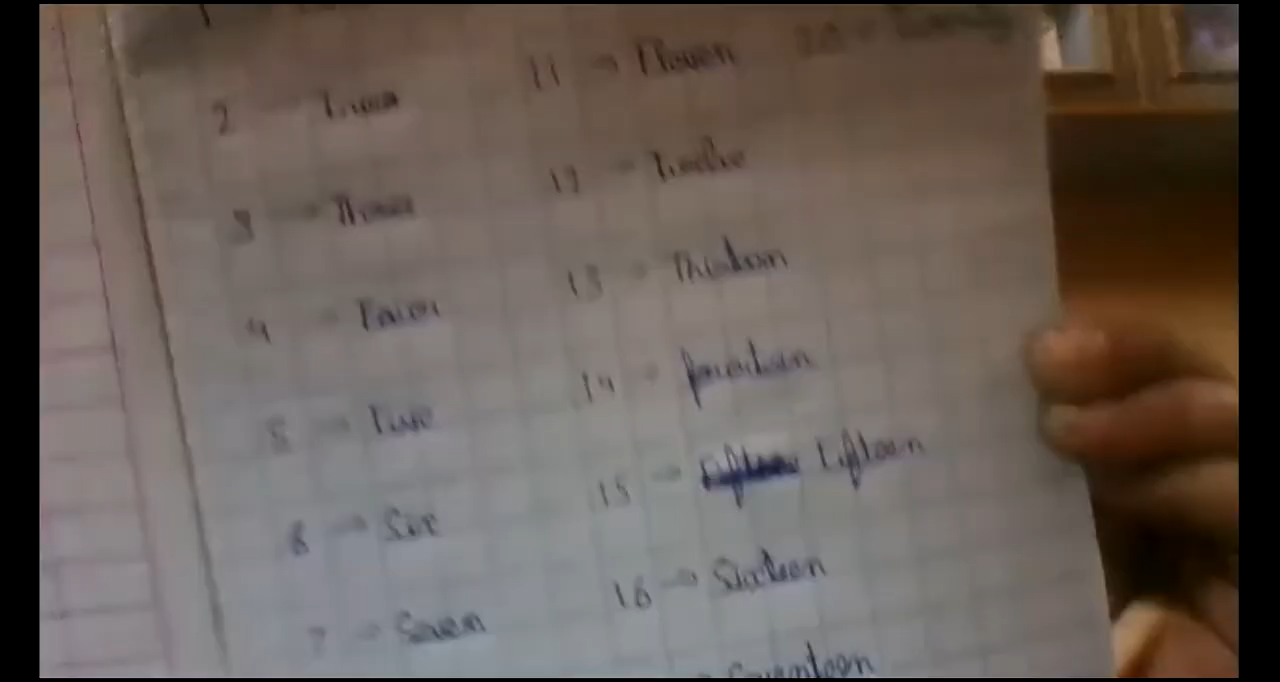 2 - Two
3 - Three
4 - Four
5 - Five
6 - Six
7 - Seven
11 - Eleven
12 - Twelve
13 - Thirteen
14 - fourteen
15 - Fifteen
16 - Sixteen
Seventeen
20 -